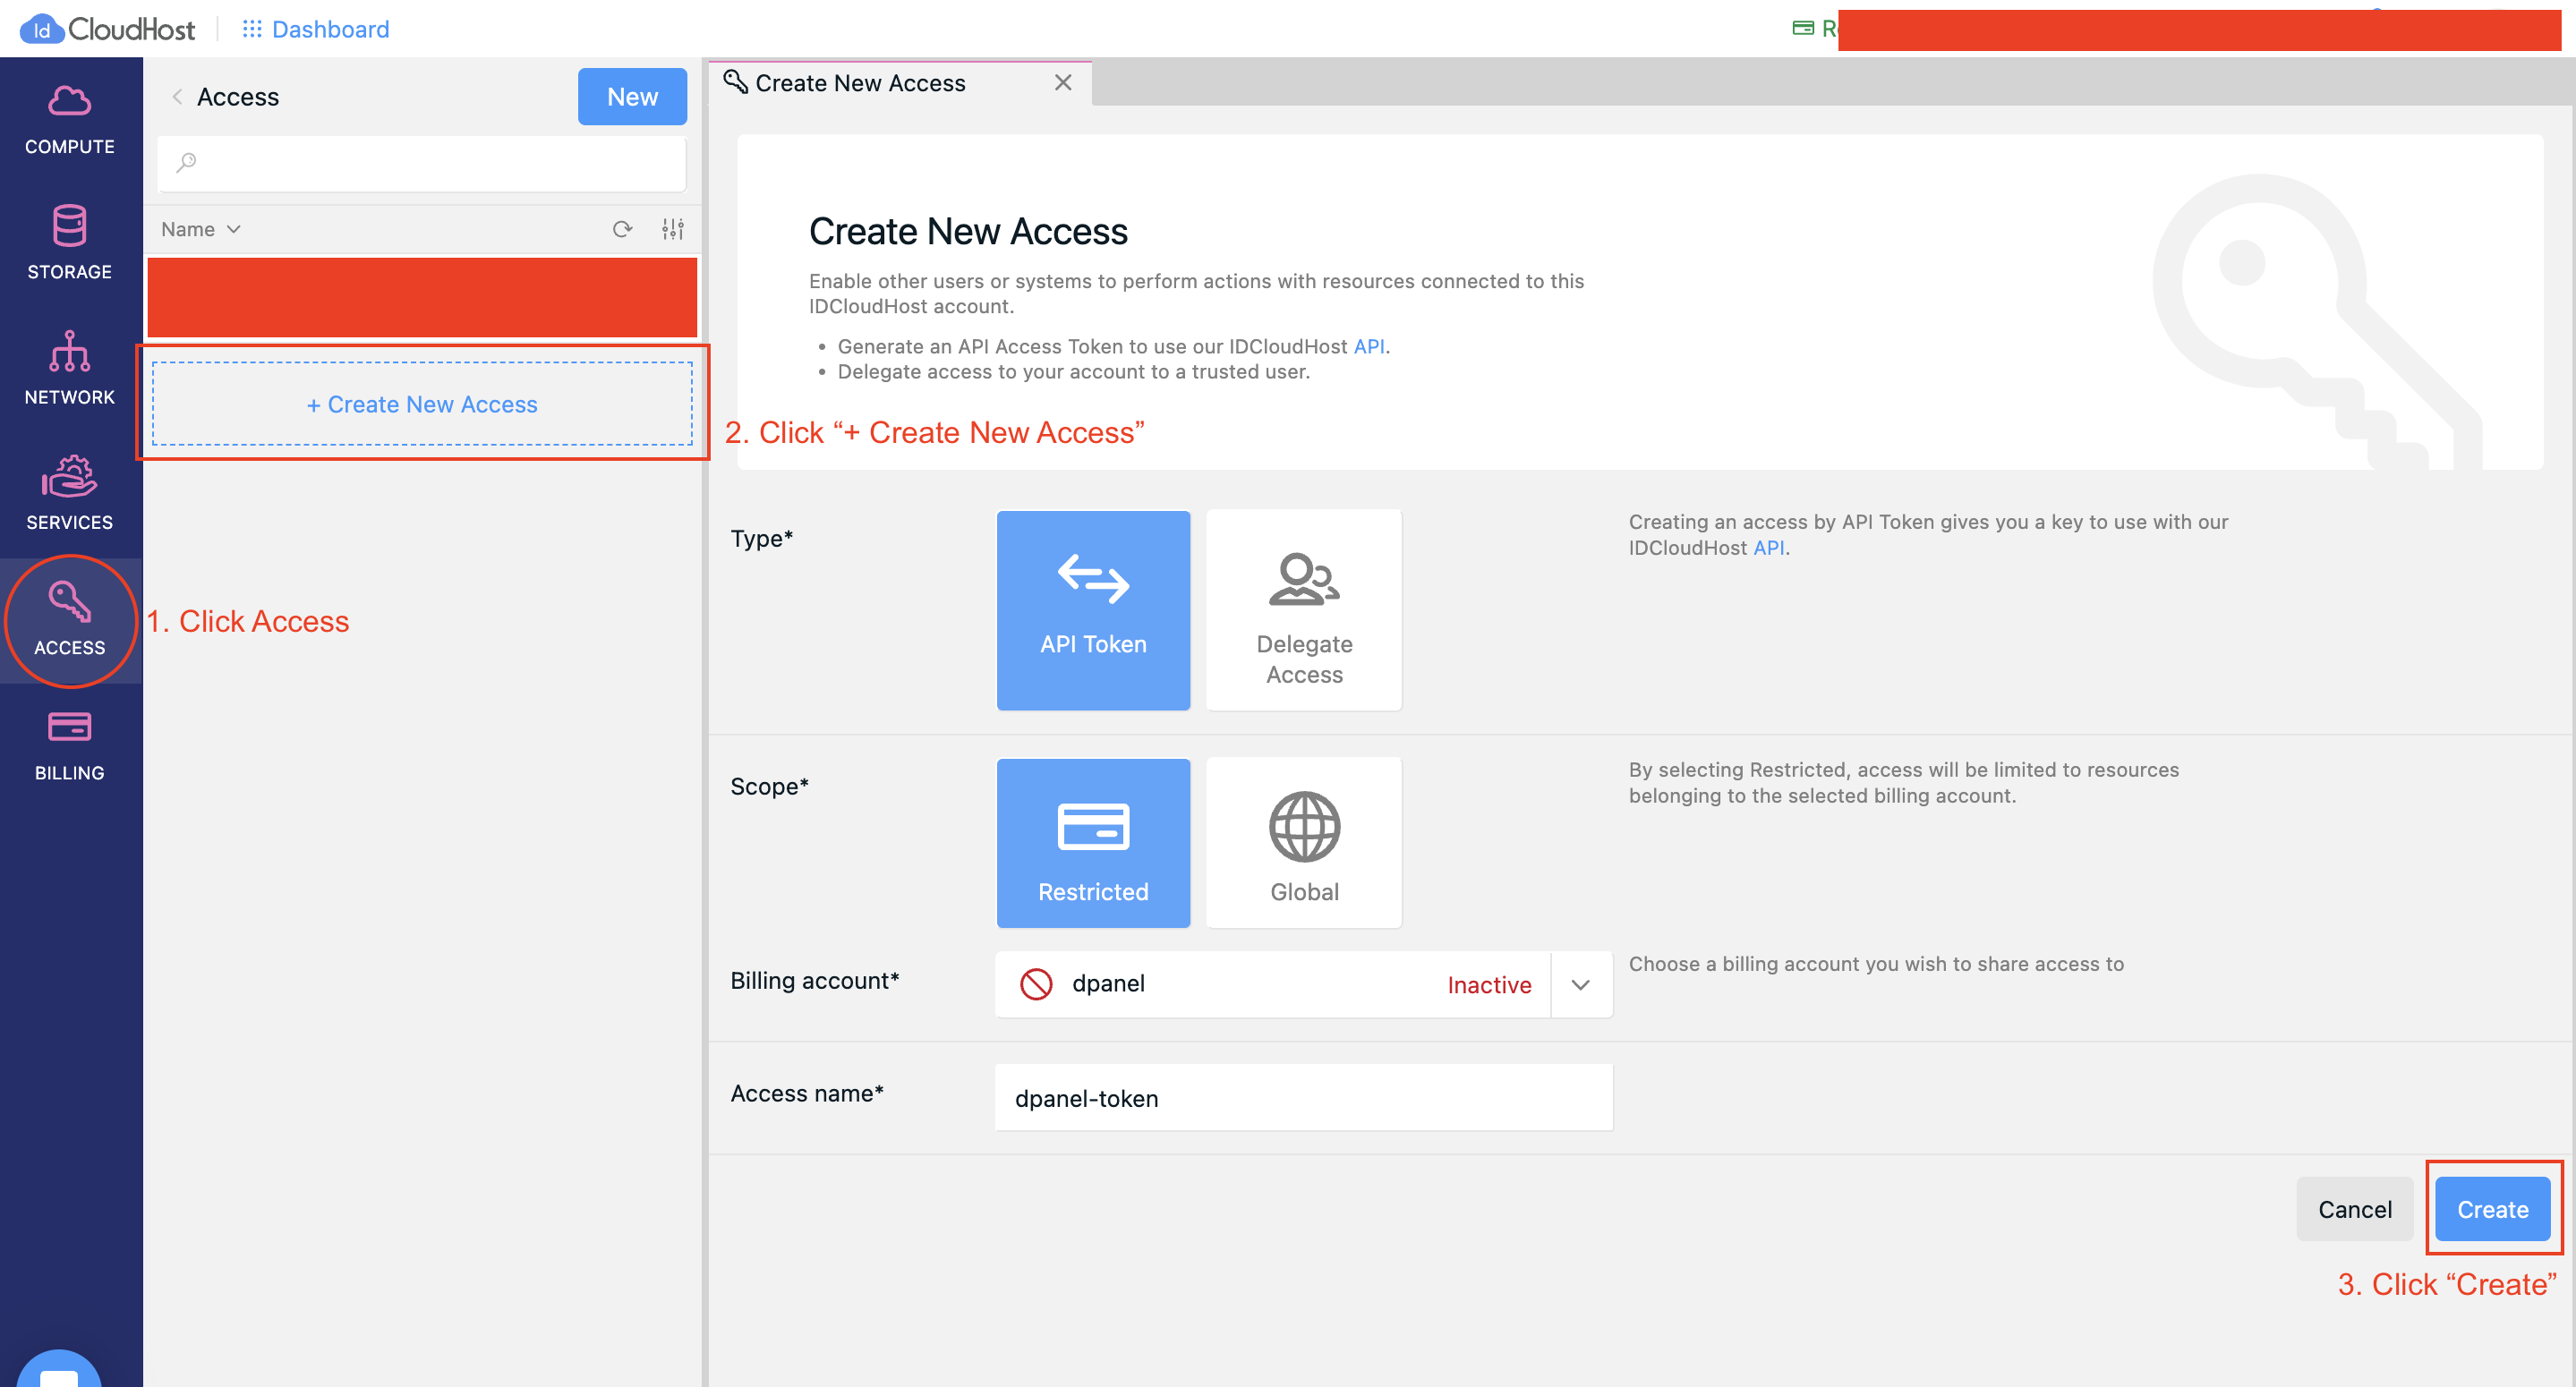 Id CloudHost
Dashboard
COMPUTE
STORAGE
NETWORK
SERVICES
ACCESS
BILLING
1. Click Access
Access
New
Name
+ Create New Access
2. Click “+ Create New Access”
Create New Access
Create New Access
Enable other users or systems to perform actions with resources connected to this
IDCloudHost account.
• Generate an API Access Token to use our IDCloudHost API.
• Delegate access to your account to a trusted user.
Type*
API Token
Delegate
Access
Creating an access by API Token gives you a key to use with our
IDCloudHost API.
Scope*
Restricted
Global
By selecting Restricted, access will be limited to resources
belonging to the selected billing account.
Billing account*
dpanel
Inactive
Choose a billing account you wish to share access to
Access name*
dpanel-token
Cancel
Create
3. Click “Create”